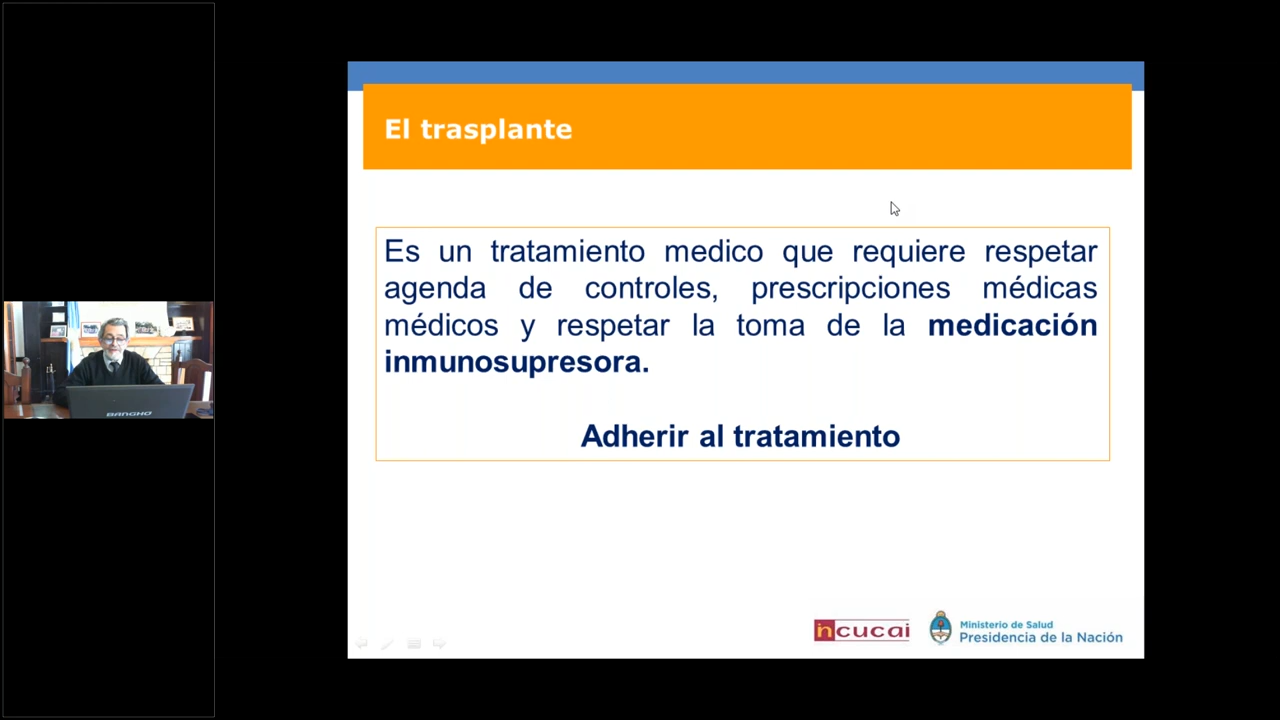 El trasplante
Es un tratamiento medico que requiere respetar
agenda de controles, prescripciones médicas
médicos y respetar la toma de la medicación
inmunosupresora.
Adherir al tratamiento
BANGHO
incucai
Ministerio de Salud
Presidencia de la Nación